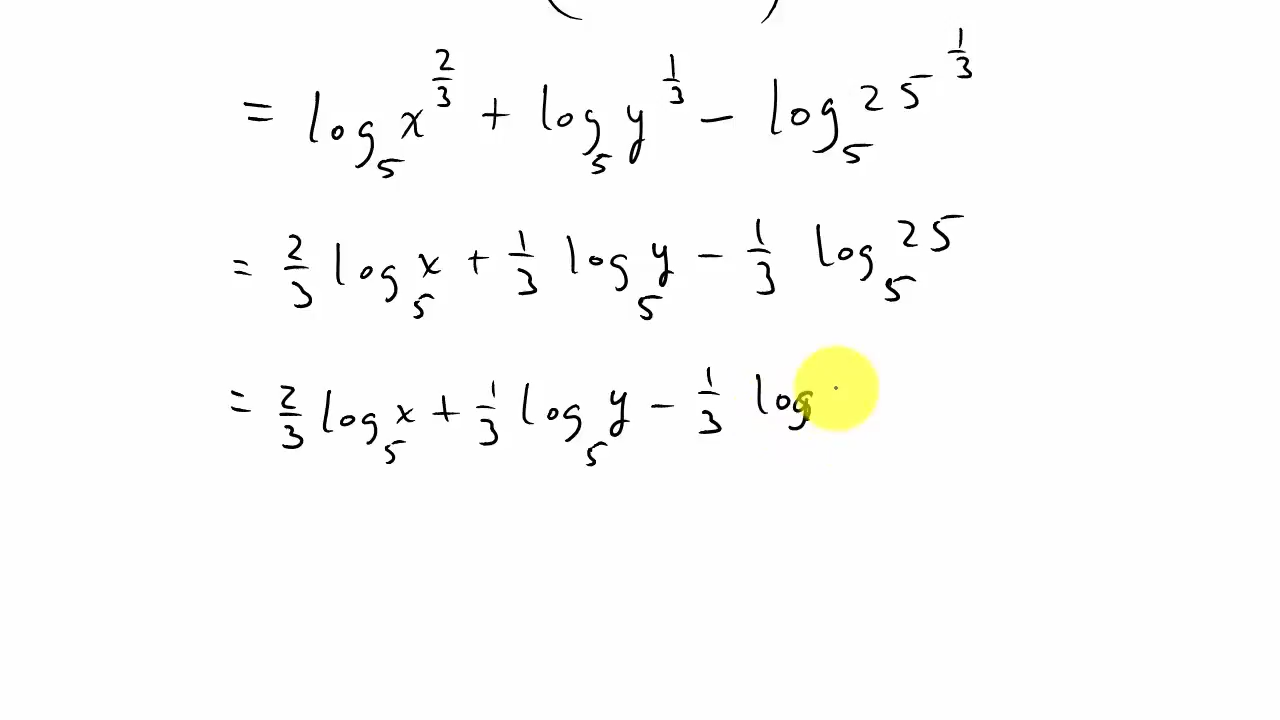 ( )
= log₅ x^(2/3) + log₅ y^(1/3) − log₅ 25^(1/3)
= 2/3 log₅ x + 1/3 log₅ y − 1/3 log₅ 25
= 2/3 log₅ x + 1/3 log₅ y − 1/3 log